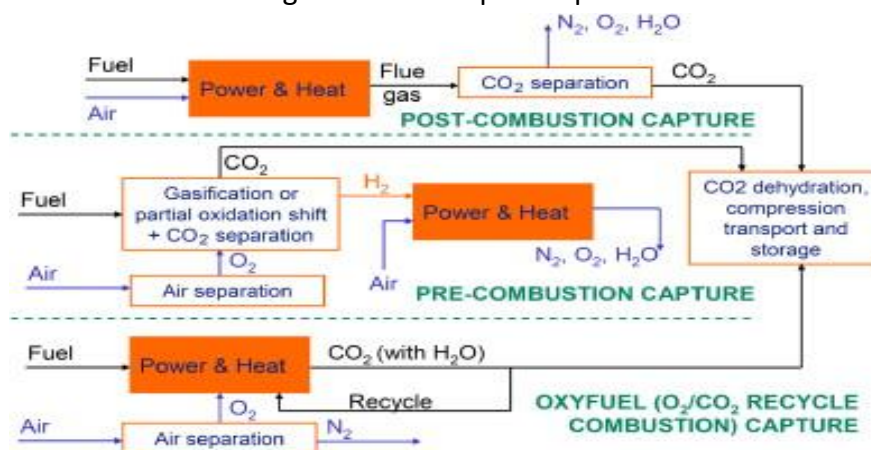 N₂, O₂, H₂O
Fuel
Air
Power & Heat
Flue
gas
CO₂ separation
CO₂
POST-COMBUSTION CAPTURE
CO₂
Fuel
Gasification or
partial oxidation shift
+ CO₂ separation
H₂
Power & Heat
CO2 dehydration,
compression
transport and
storage
Air
O₂
Air separation
Air
N₂, O₂, H₂O
PRE-COMBUSTION CAPTURE
Fuel
Power & Heat
CO₂ (with H₂O)
Recycle
O₂
Air
Air separation
N₂
OXYFUEL (O₂/CO₂ RECYCLE
COMBUSTION) CAPTURE